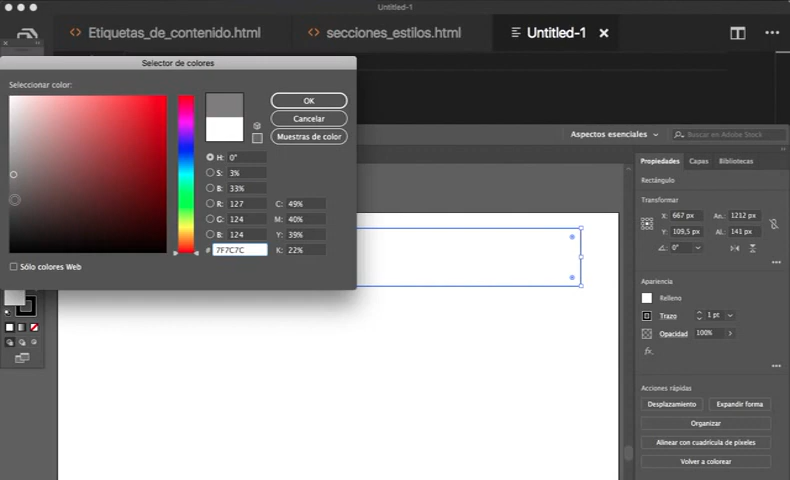 Untitled-1
Etiquetas_de_contenido.html
secciones_estilos.html
Untitled-1
Selector de colores
Seleccionar color:
OK
Cancelar
Muestras de color
H: 0°
S: 3%
B: 33%
R: 127
C: 49%
G: 124
M: 40%
B: 124
Y: 39%
# 7F7C7C
K: 22%
Sólo colores Web
Aspectos esenciales
Buscar en Adobe Stock
Propiedades
Capas
Bibliotecas
Rectángulo
Transformar
X: 667 px
An.: 1212 px
Y: 109,5 px
AL: 141 px
0°
Apariencia
Relleno
Trazo
1 pt
Opacidad
100%
fx.
Acciones rápidas
Desplazamiento
Expandir forma
Organizar
Alinear con cuadrícula de píxeles
Volver a colorear